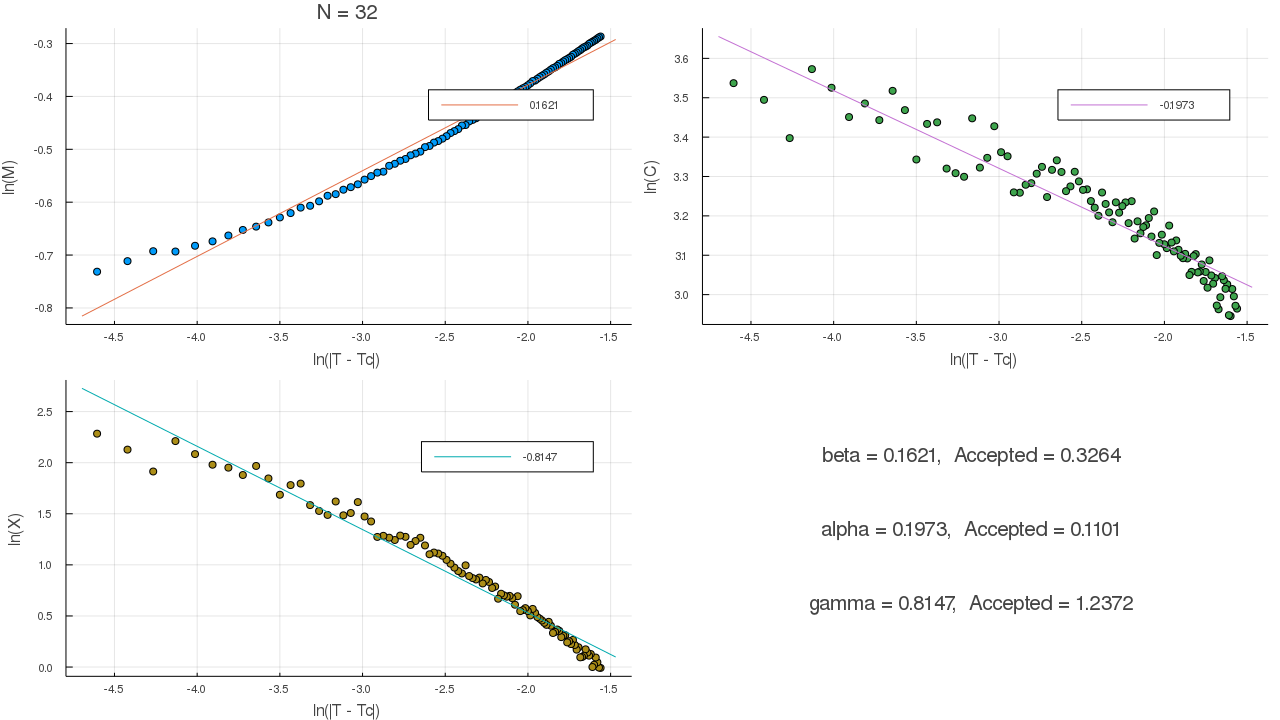 N = 32
ln(M)
-0.3
-0.4
-0.5
-0.6
-0.7
-0.8
0.1621
-4.5 -4.0 -3.5 -3.0 -2.5 -2.0 -1.5
ln(|T - Tc|)
ln(C)
3.6
3.5
3.4
3.3
3.2
3.1
3.0
-0.1973
-4.5 -4.0 -3.5 -3.0 -2.5 -2.0 -1.5
ln(|T - Tc|)
ln(X)
2.5
2.0
1.5
1.0
0.5
0.0
-0.8147
-4.5 -4.0 -3.5 -3.0 -2.5 -2.0 -1.5
ln(|T - Tc|)
beta = 0.1621, Accepted = 0.3264
alpha = 0.1973, Accepted = 0.1101
gamma = 0.8147, Accepted = 1.2372